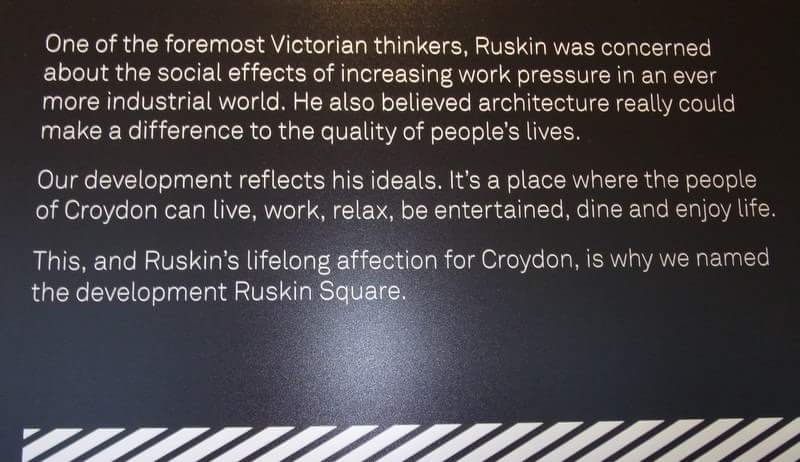 One of the foremost Victorian thinkers, Ruskin was concerned
about the social effects of increasing work pressure in an ever
more industrial world. He also believed architecture really could
make a difference to the quality of people's lives.
Our development reflects his ideals. It's a place where the people
of Croydon can live, work, relax, be entertained, dine and enjoy life.
This, and Ruskin's lifelong affection for Croydon, is why we named
the development Ruskin Square.